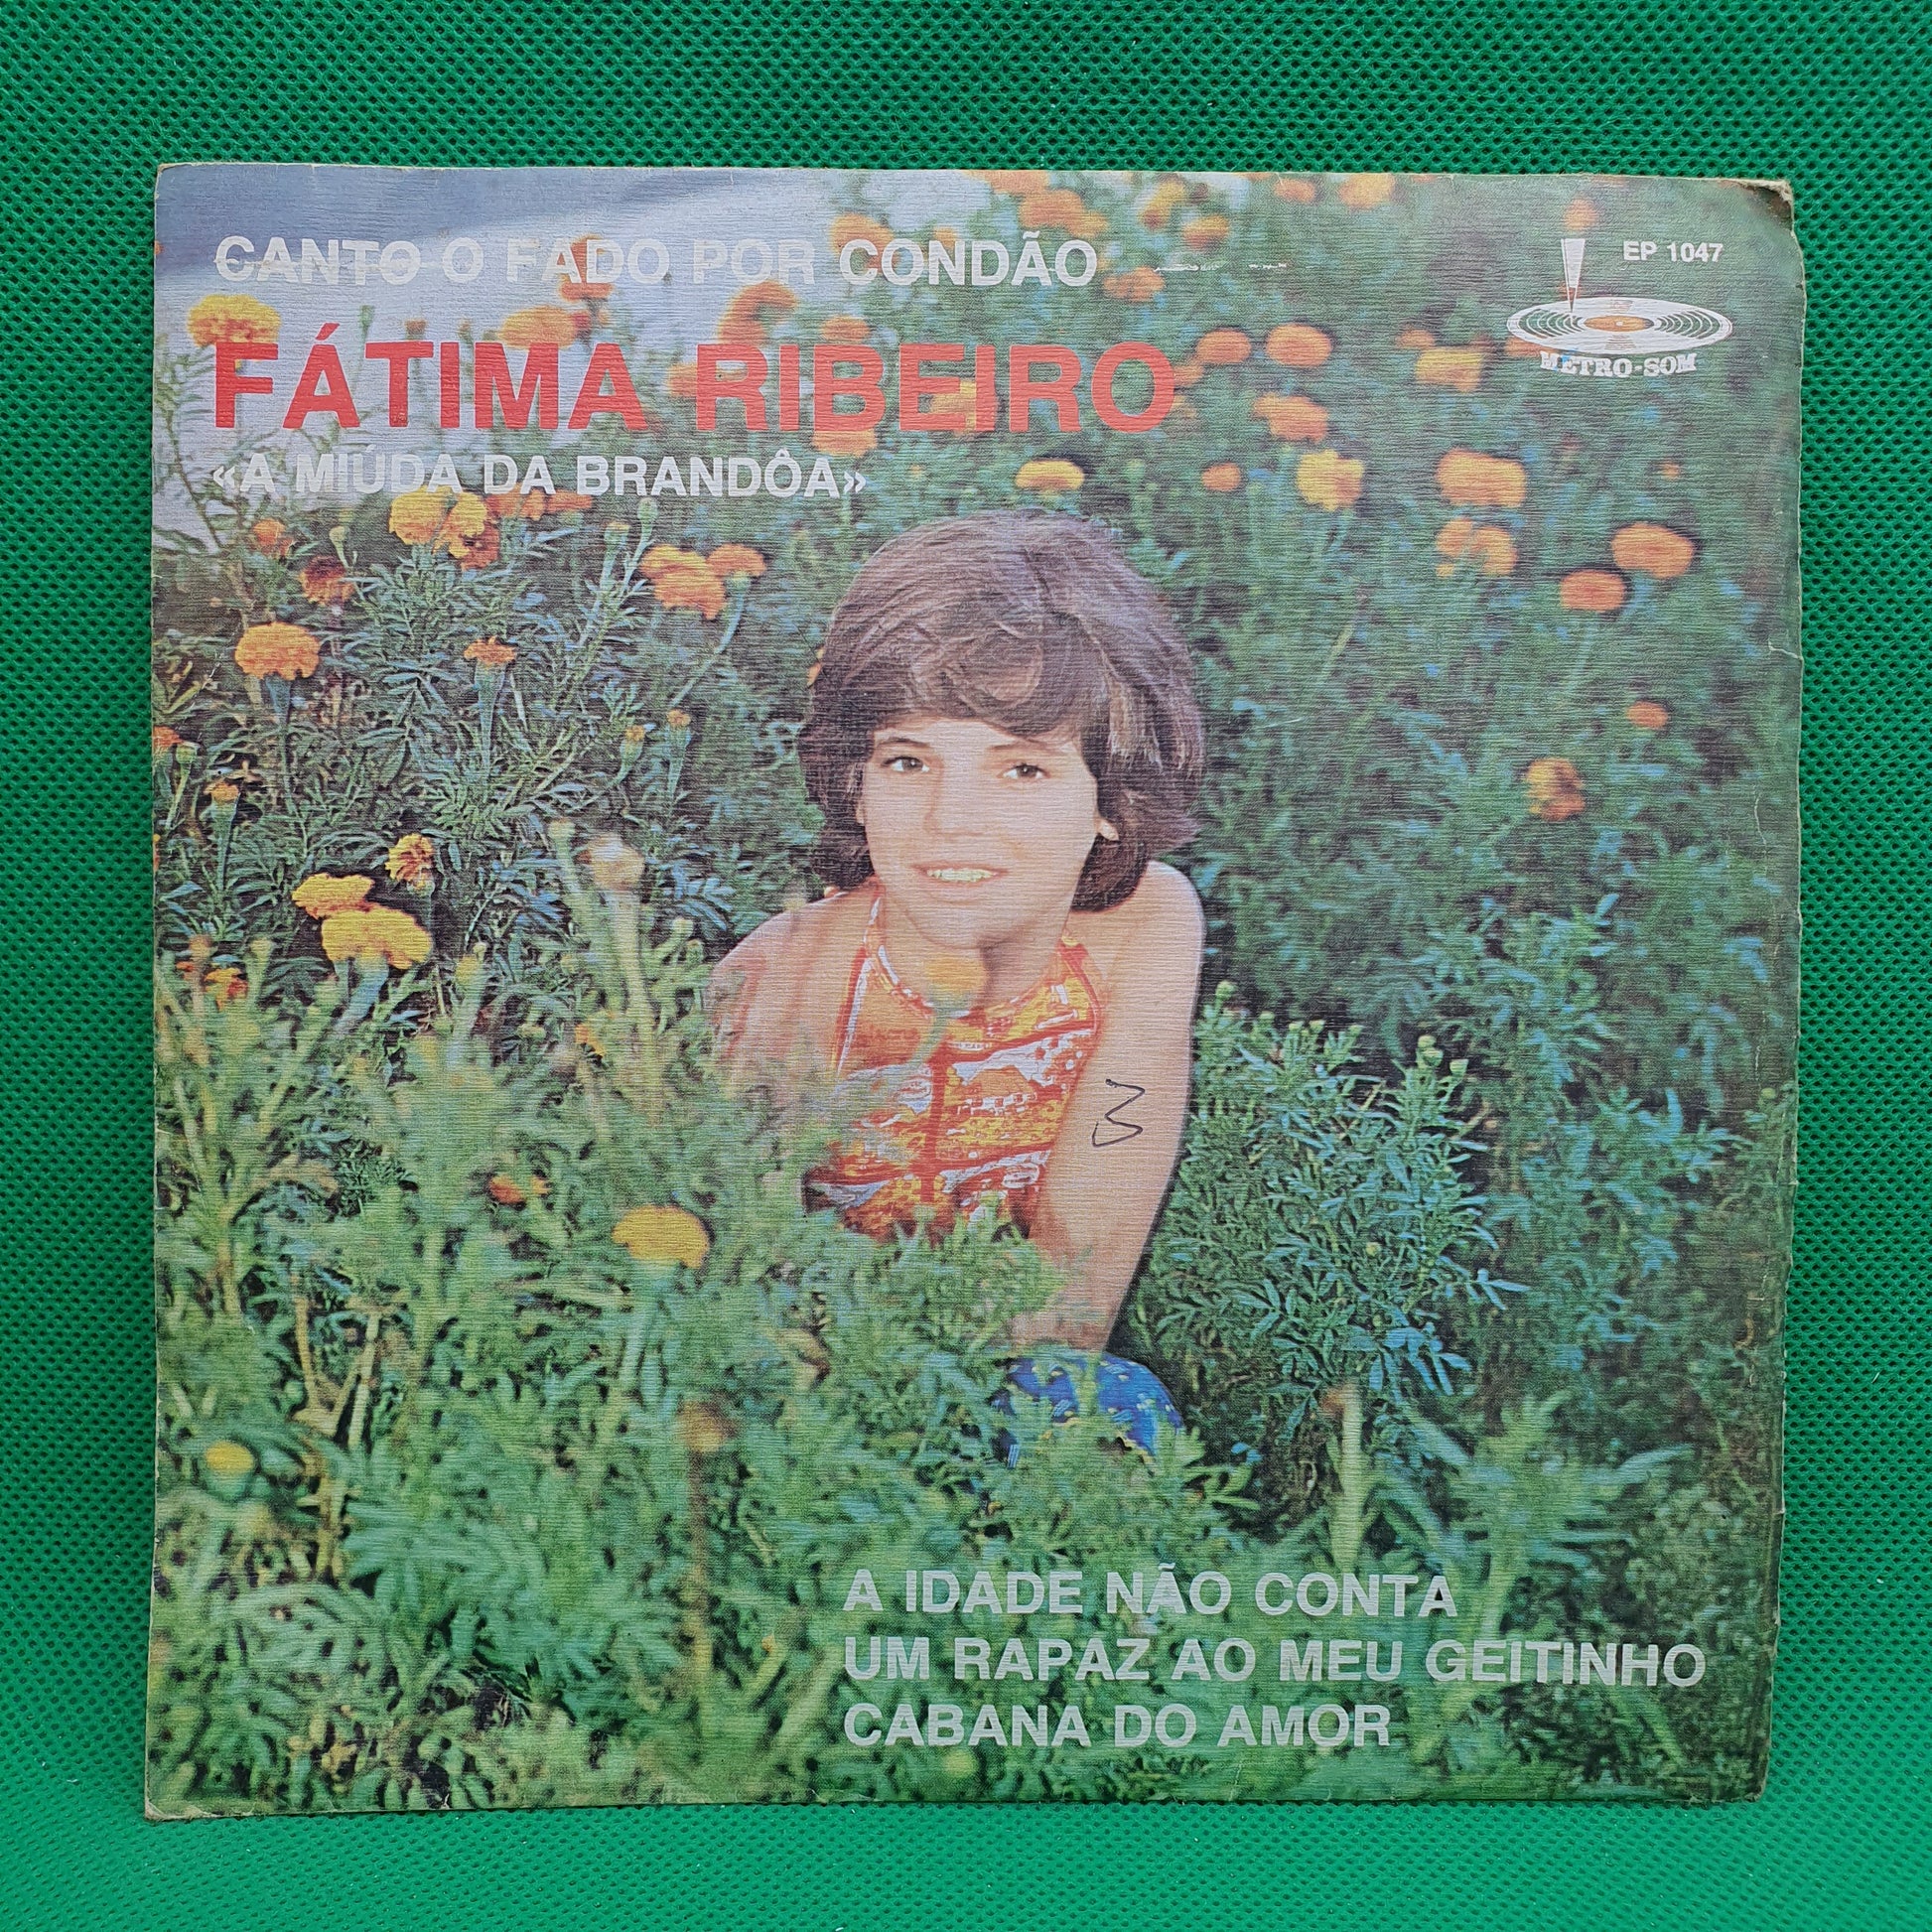 CANTO O FADO POR CONDÃO
EP 1047
FÁTIMA RIBEIRO
METRO-SOM
«A MIÚDA DA BRANDÔA»
A IDADE NÃO CONTA
UM RAPAZ AO MEU GEITINHO
CABANA DO AMOR